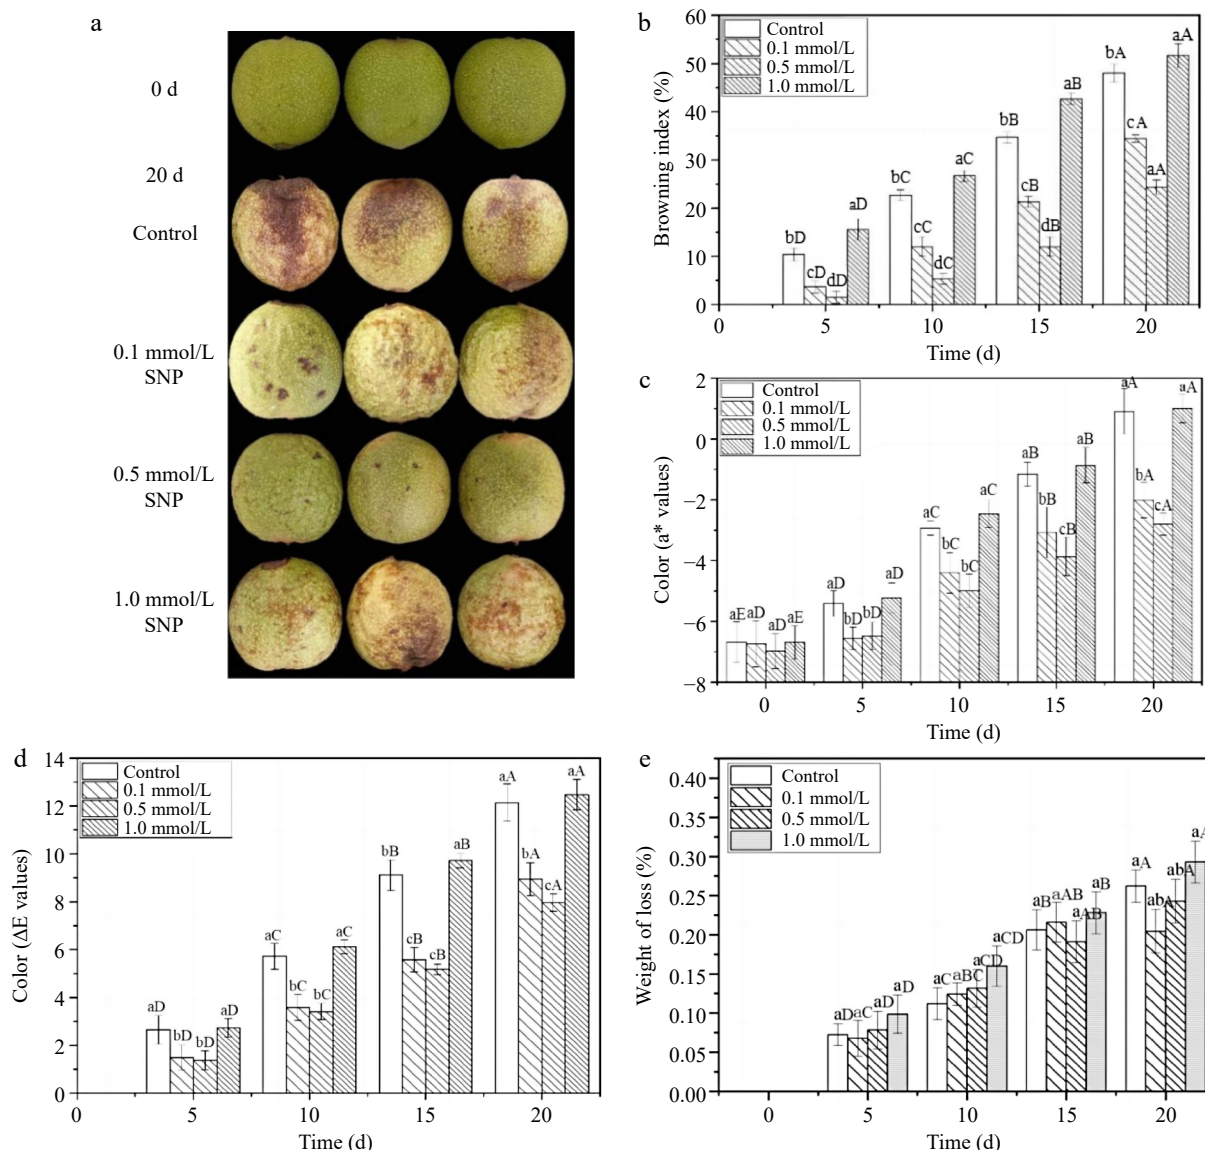 a
0 d
20 d
Control
0.1 mmol/L
SNP
0.5 mmol/L
SNP
1.0 mmol/L
SNP
b
Browning index (%)
60
50
40
30
20
10
0
Control
0.1 mmol/L
0.5 mmol/L
1.0 mmol/L
bD cD dD aD
bC cC dC aC
bB cB dB aB
bA cA aA aA
0 5 10 15 20
Time (d)
c
Color (a* values)
2
0
−2
−4
−6
−8
Control
0.1 mmol/L
0.5 mmol/L
1.0 mmol/L
aE aD aD aE
aD bD bD aD
aC bC bC aC
aB bB cB aB
aA bA cA aA
0 5 10 15 20
Time (d)
d
Color (ΔE values)
14
12
10
8
6
4
2
0
Control
0.1 mmol/L
0.5 mmol/L
1.0 mmol/L
aD bD bD aD
aC bC bC aC
bB cB cB aB
aA bA cA aA
0 5 10 15 20
Time (d)
e
Weight of loss (%)
0.40
0.35
0.30
0.25
0.20
0.15
0.10
0.05
0.00
Control
0.1 mmol/L
0.5 mmol/L
1.0 mmol/L
aD aC aD aD
aC aBC aCD aCD
aB aAB aAB aB
aA abA abA aA
0 5 10 15 20
Time (d)